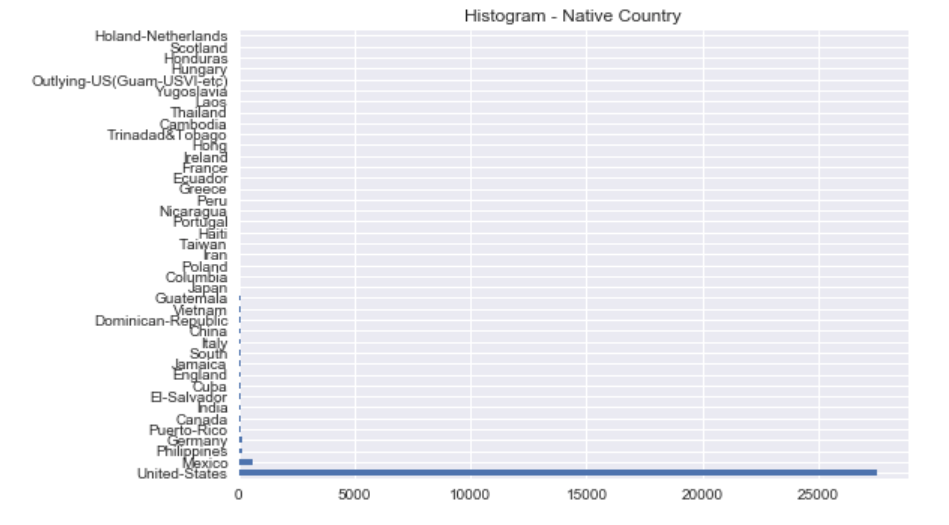 Histogram - Native Country
Holand-Netherlands
Scotland
Honduras
Hungary
Outlying-US(Guam-USVI-etc)
Yugoslavia
Laos
Thailand
Cambodia
Trinadad&Tobago
Hong
Ireland
France
Ecuador
Greece
Peru
Nicaragua
Portugal
Haiti
Taiwan
Iran
Poland
Columbia
Japan
Guatemala
Vietnam
Dominican-Republic
China
Italy
South
Jamaica
England
Cuba
El-Salvador
India
Canada
Puerto-Rico
Germany
Philippines
Mexico
United-States
0 5000 10000 15000 20000 25000